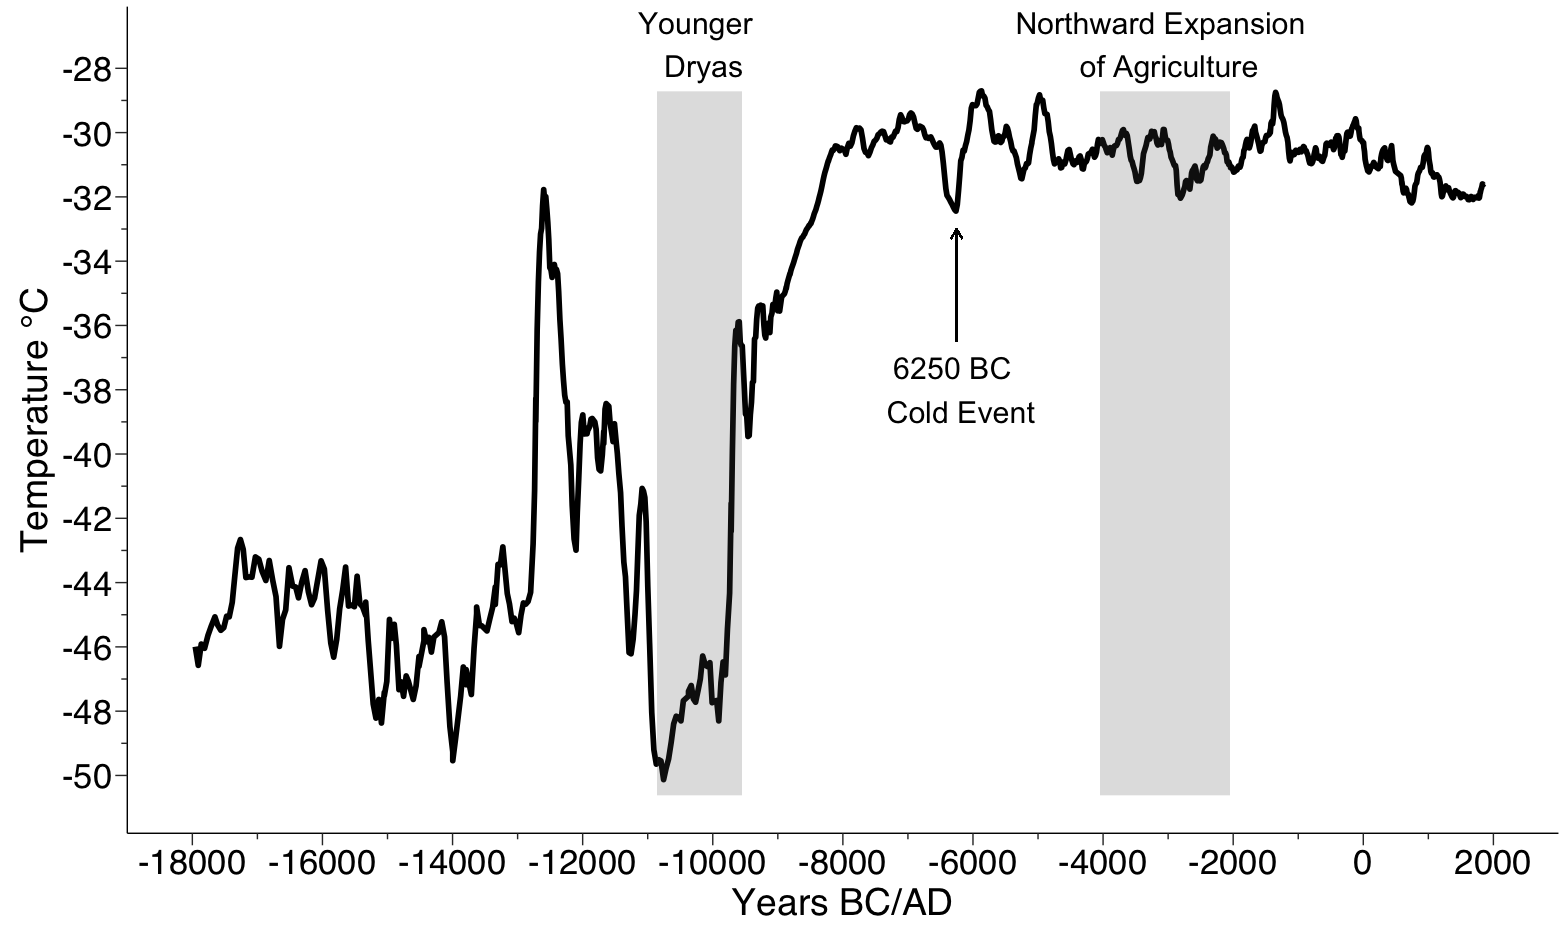 Younger
Dryas
Northward Expansion
of Agriculture
-28
-30
-32
-34
-36
-38
-40
-42
-44
-46
-48
-50
Temperature °C
6250 BC
Cold Event
-18000 -16000 -14000 -12000 -10000 -8000 -6000 -4000 -2000 0 2000
Years BC/AD